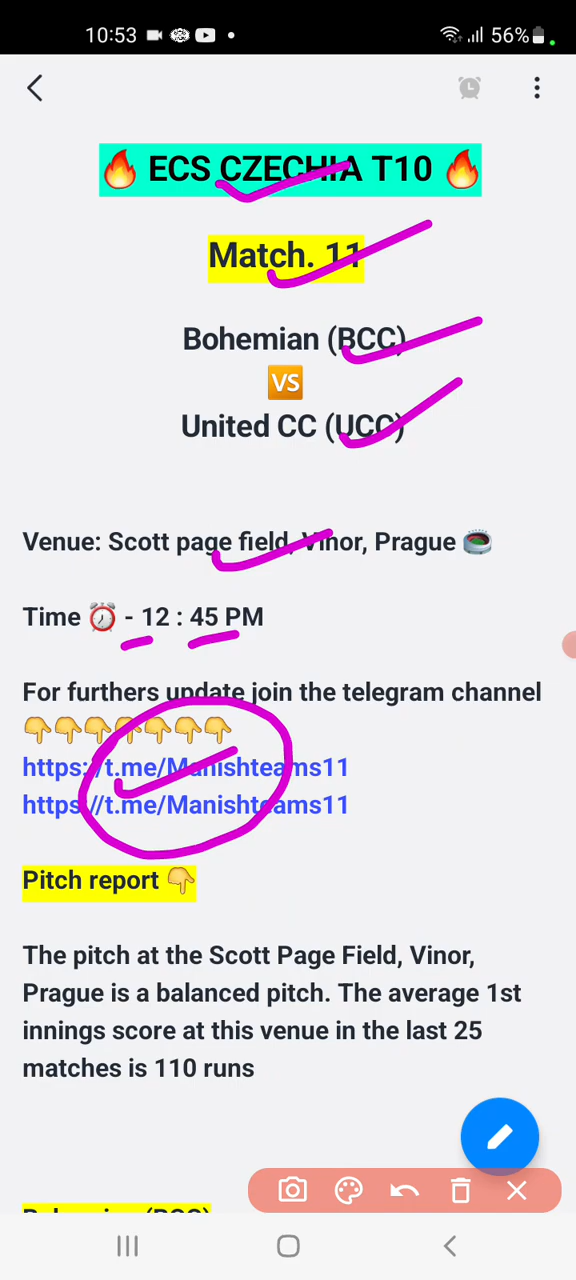 10:53
56%
🔥 ECS CZECHIA T10 🔥
Match. 11
Bohemian (BCC)
🆚
United CC (UCC)
Venue: Scott page field, Vinor, Prague 🏟️
Time ⏰ - 12 : 45 PM
For furthers update join the telegram channel
👇👇👇👇👇👇👇
https://t.me/Manishteams11
https://t.me/Manishteams11
Pitch report 👇
The pitch at the Scott Page Field, Vinor,
Prague is a balanced pitch. The average 1st
innings score at this venue in the last 25
matches is 110 runs
Bohemian (BCC)